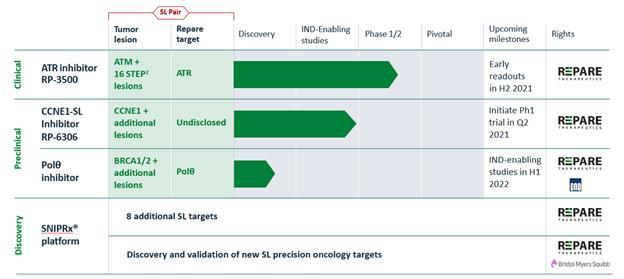 SL Pair
Tumor
lesion
Repare
target
Discovery
IND-Enabling
studies
Phase 1/2
Pivotal
Upcoming
milestones
Rights
Clinical
ATR inhibitor
RP-3500
ATM +
16 STEP²
lesions
ATR
Early
readouts
in H2 2021
REPARE
THERAPEUTICS
Preclinical
CCNE1-SL
Inhibitor
RP-6306
CCNE1 +
additional
lesions
Undisclosed
Initiate Ph1
trial in Q2
2021
REPARE
THERAPEUTICS
Polθ
inhibitor
BRCA1/2 +
additional
lesions
Polθ
IND-enabling
studies in H1
2022
REPARE
THERAPEUTICS
Discovery
SNIPRx®
platform
8 additional SL targets
REPARE
THERAPEUTICS
Discovery and validation of new SL precision oncology targets
REPARE
THERAPEUTICS
Bristol Myers Squibb